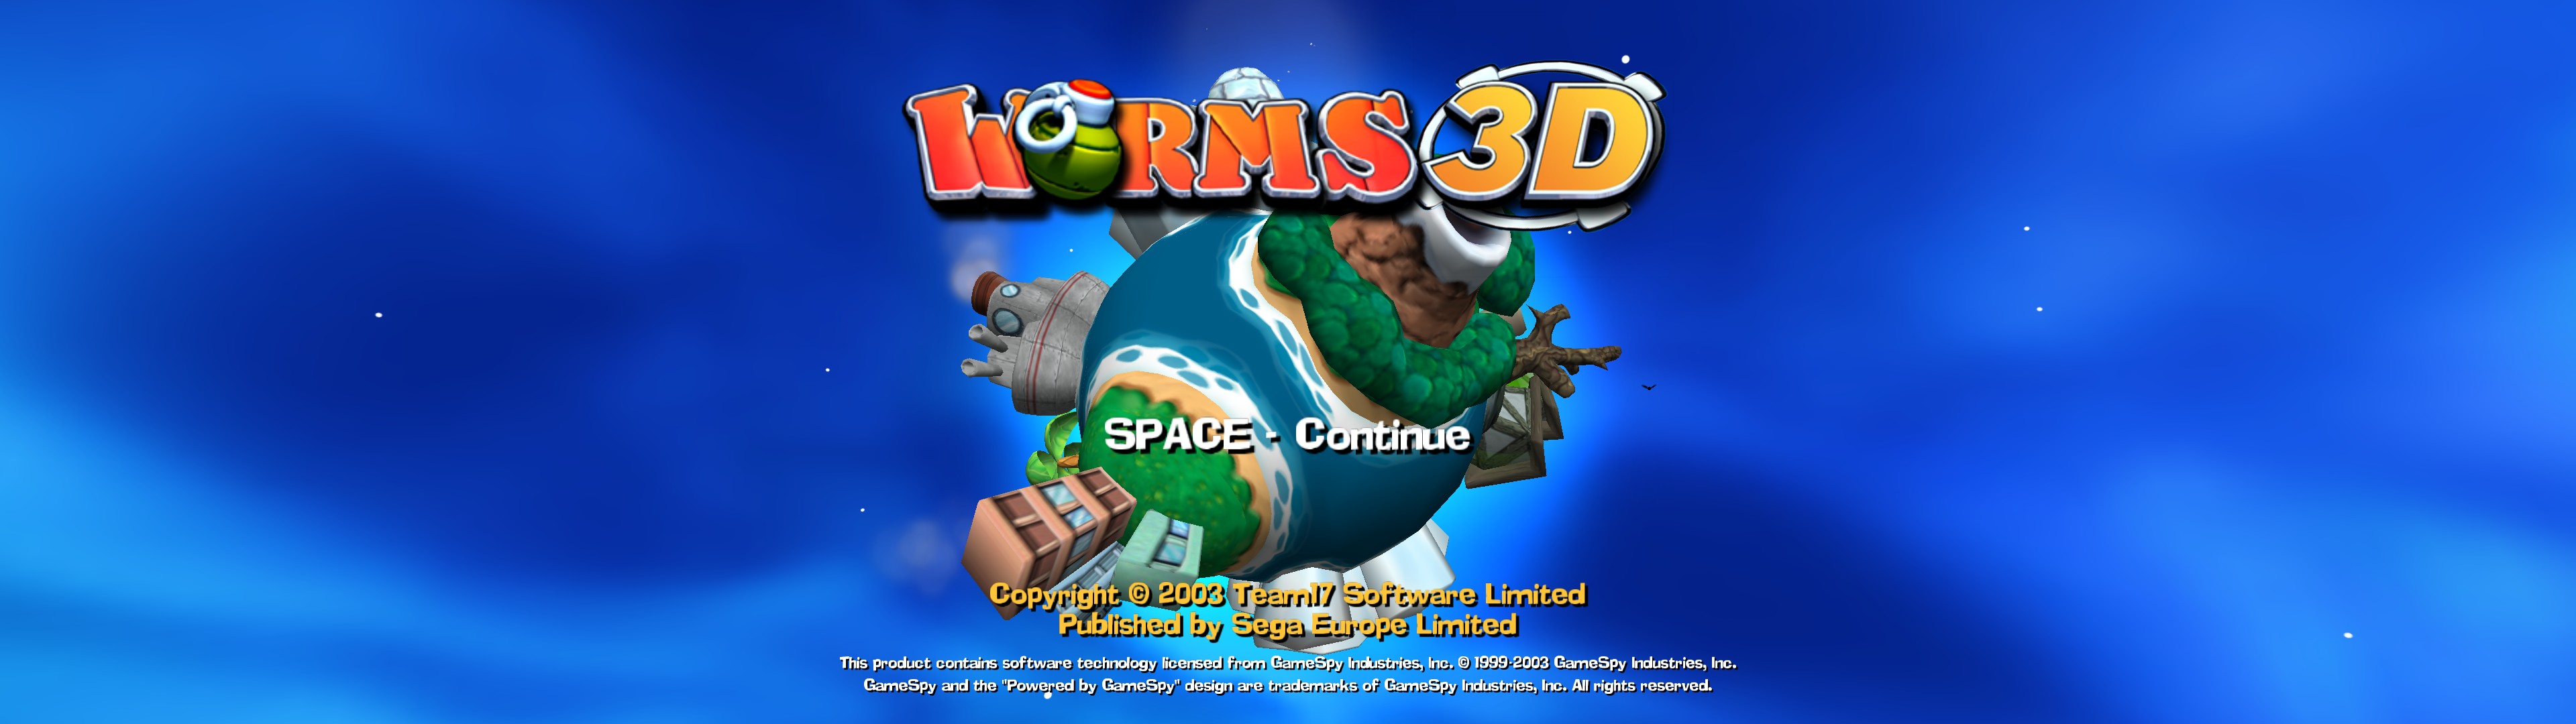 WORMS 3D
SPACE - Continue
Copyright © 2003 Team17 Software Limited
Published by Sega Europe Limited
This product contains software technology licensed from GameSpy Industries, Inc. © 1999-2003 GameSpy Industries, Inc.
GameSpy and the "Powered by GameSpy" design are trademarks of GameSpy Industries, Inc. All rights reserved.